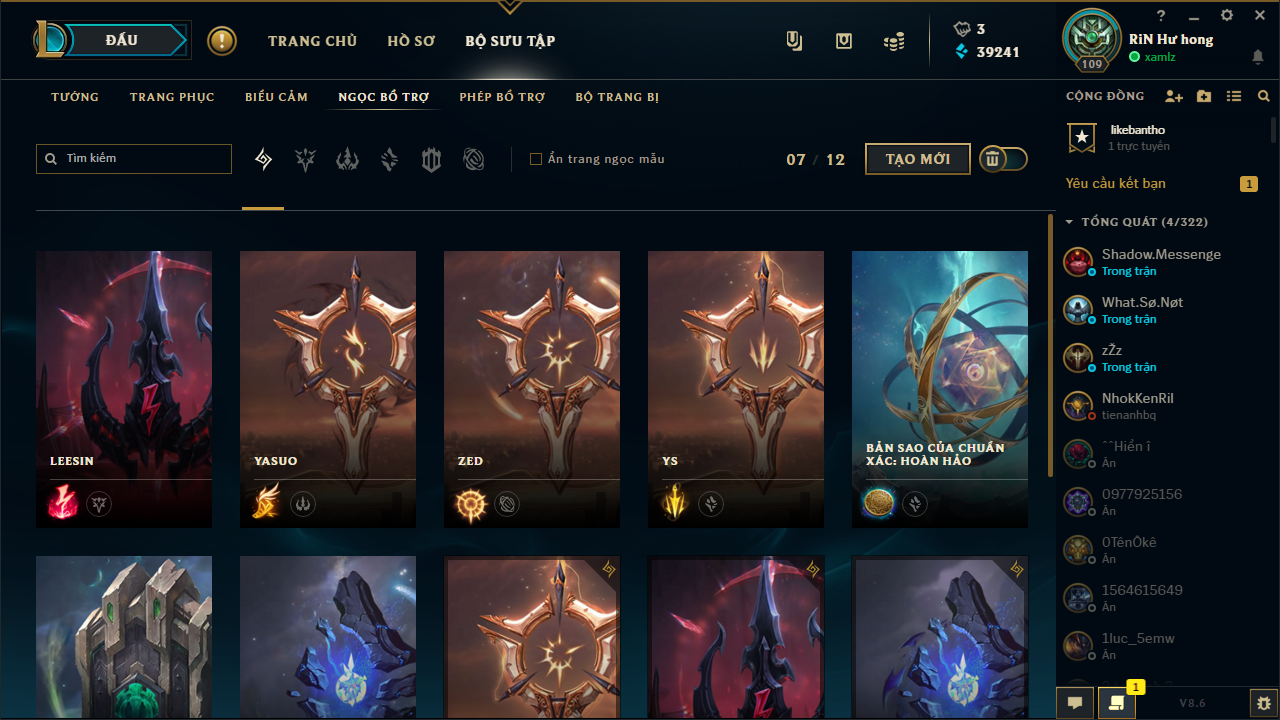 ĐẤU
!
TRANG CHỦ
HỒ SƠ
BỘ SƯU TẬP
3
39241
109
?
RiN Hư hong
xamlz
TƯỚNG
TRANG PHỤC
BIỂU CẢM
NGỌC BỔ TRỢ
PHÉP BỔ TRỢ
BỘ TRANG BỊ
CỘNG ĐỒNG
Tìm kiếm
Ẩn trang ngọc mẫu
07 / 12
TẠO MỚI
likebantho
1 trực tuyến
Yêu cầu kết bạn
1
TỔNG QUÁT (4/322)
Shadow.Messenge
Trong trận
What.Sø.Nøt
Trong trận
zŽz
Trong trận
NhokKenRil
tienanhbq
ˆˆHiển î
Ẩn
0977925156
Ẩn
0TênÔkê
Ẩn
1564615649
Ẩn
1luc_5emw
Ẩn
LEESIN
YASUO
ZED
YS
BẢN SAO CỦA CHUẨN
XÁC: HOÀN HẢO
1
V8.6